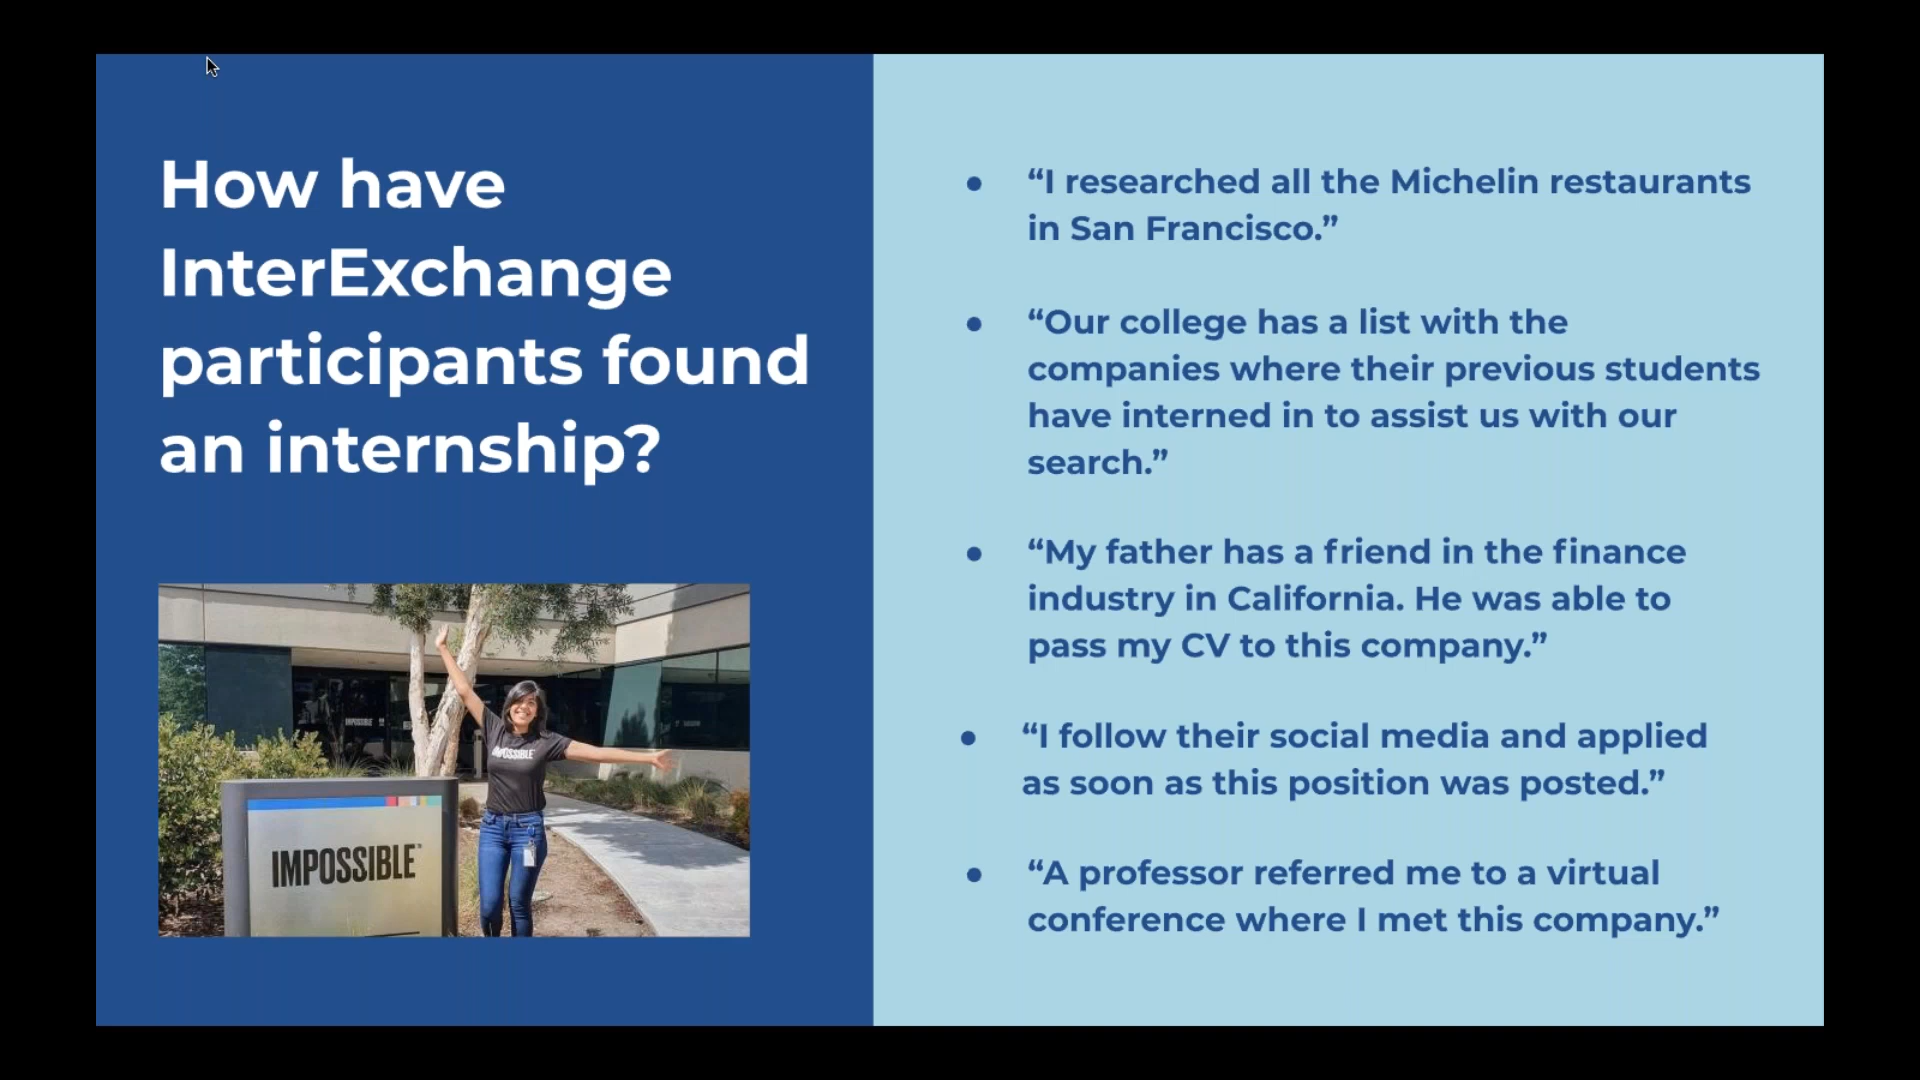 How have
InterExchange
participants found
an internship?
IMPOSSIBLE
IMPOSSIBLE
IMPOSSIBLE
“I researched all the Michelin restaurants
in San Francisco.”
“Our college has a list with the
companies where their previous students
have interned in to assist us with our
search.”
“My father has a friend in the finance
industry in California. He was able to
pass my CV to this company.”
“I follow their social media and applied
as soon as this position was posted.”
“A professor referred me to a virtual
conference where I met this company.”